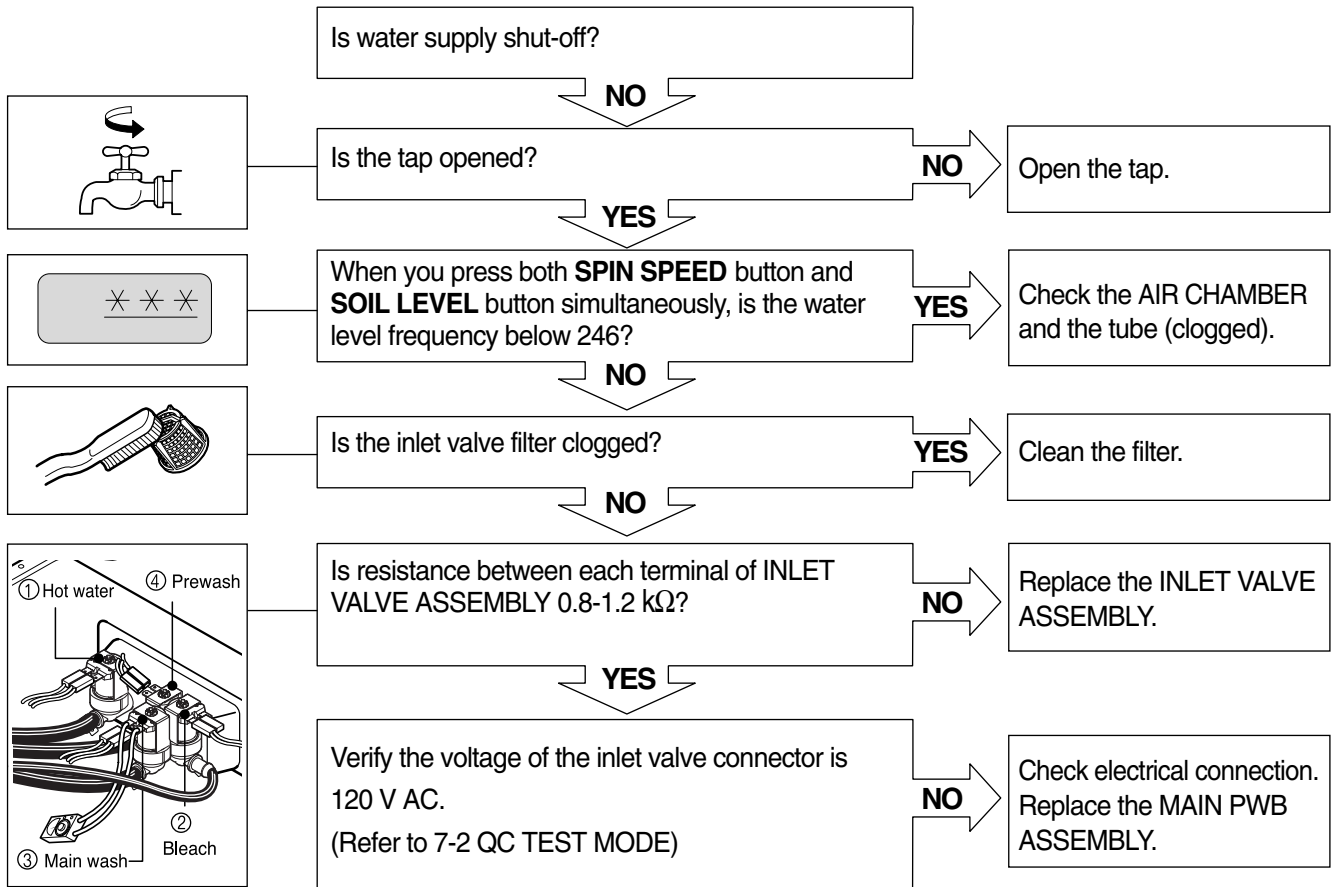 Is water supply shut-off?
NO
Is the tap opened?
NO
Open the tap.
YES
When you press both SPIN SPEED button and
SOIL LEVEL button simultaneously, is the water
level frequency below 246?
YES
Check the AIR CHAMBER
and the tube (clogged).
NO
Is the inlet valve filter clogged?
YES
Clean the filter.
NO
① Hot water
④ Prewash
②
Bleach
③ Main wash
Is resistance between each terminal of INLET
VALVE ASSEMBLY 0.8-1.2 kΩ?
NO
Replace the INLET VALVE
ASSEMBLY.
YES
Verify the voltage of the inlet valve connector is
120 V AC.
(Refer to 7-2 QC TEST MODE)
NO
Check electrical connection.
Replace the MAIN PWB
ASSEMBLY.